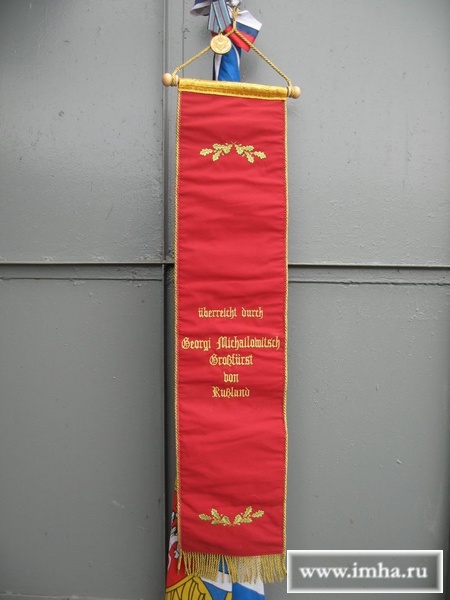 überreicht durch
Georgi Michailowitsch
Großfürst
von
Rußland
www.imha.ru